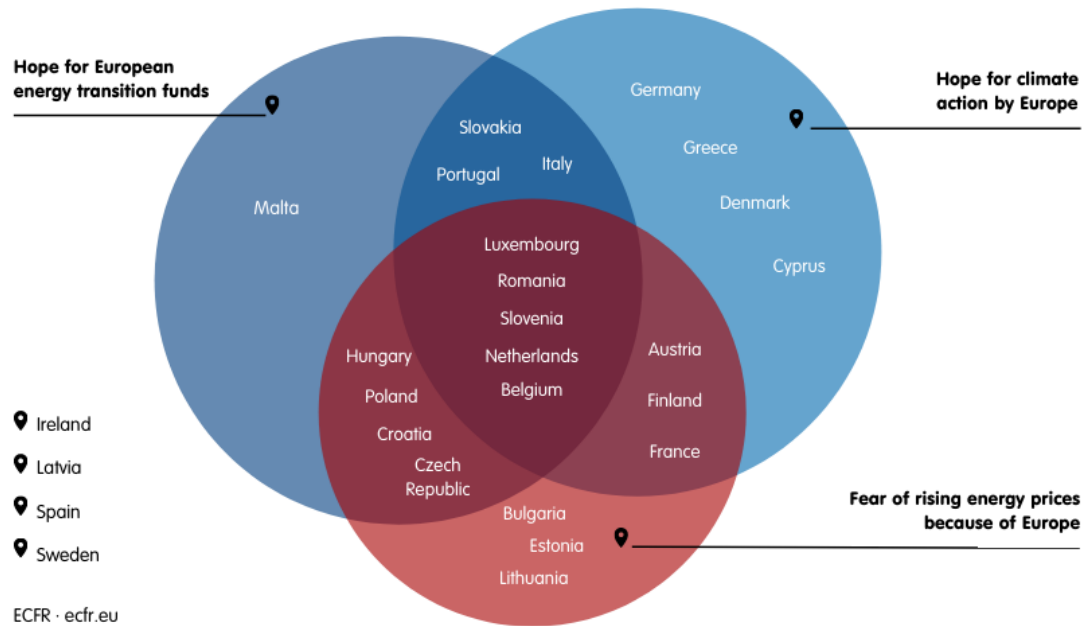 Hope for European
energy transition funds
Hope for climate
action by Europe
Germany
Slovakia
Greece
Italy
Portugal
Denmark
Malta
Luxembourg
Cyprus
Romania
Slovenia
Austria
Hungary
Netherlands
Belgium
Poland
Finland
Croatia
France
Czech
Republic
Ireland
Latvia
Spain
Sweden
Fear of rising energy prices
because of Europe
Bulgaria
Estonia
Lithuania
ECFR · ecfr.eu